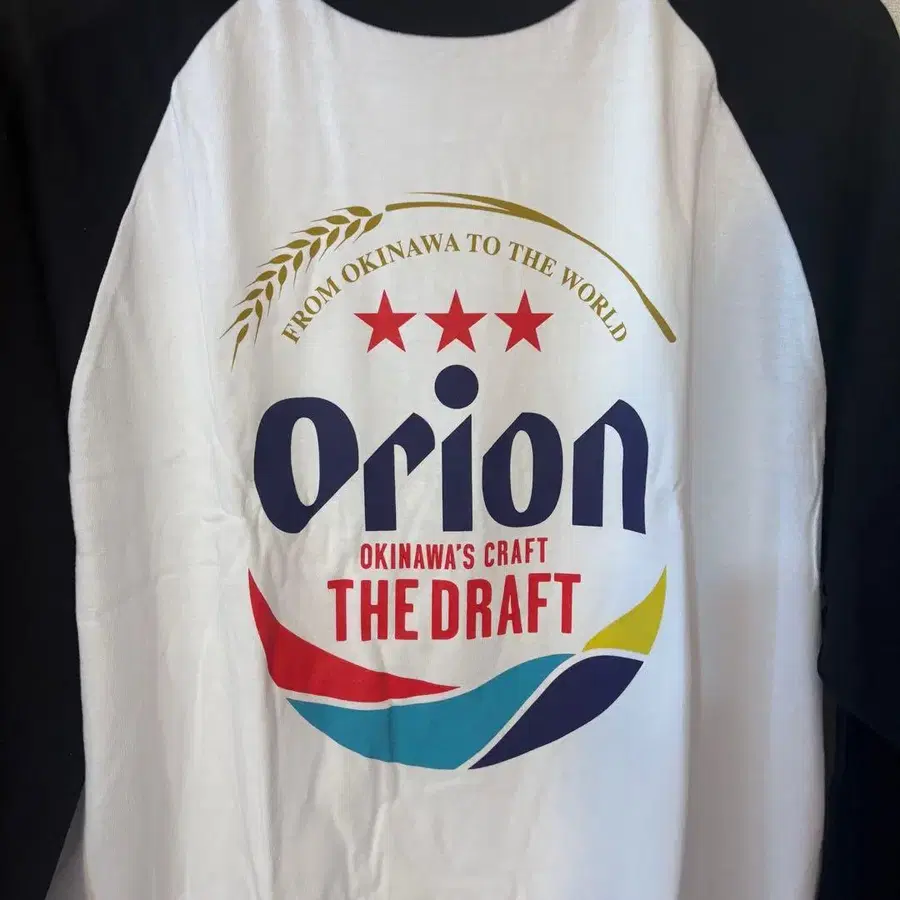 FROM OKINAWA TO THE WORLD
Orion
OKINAWA'S CRAFT
THE DRAFT